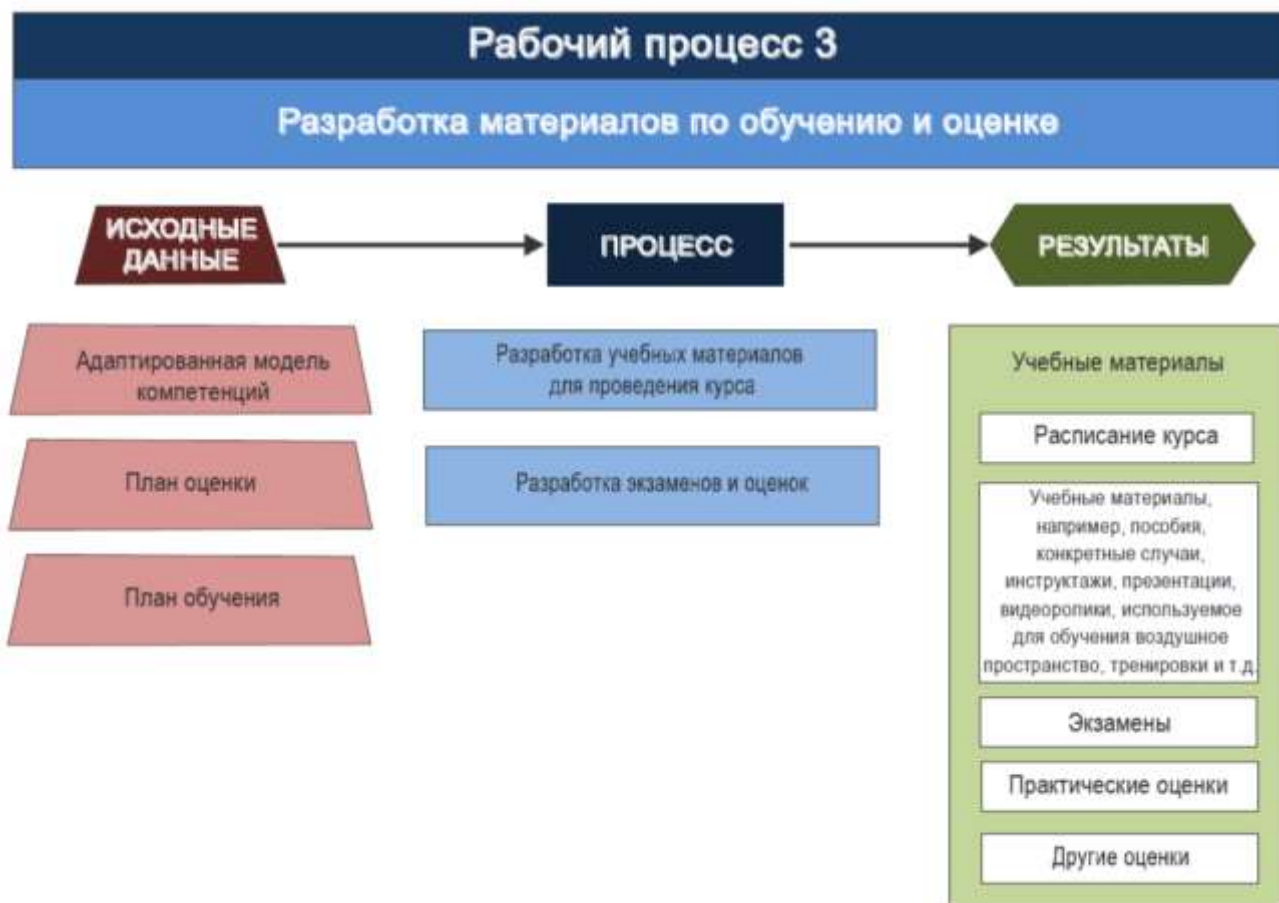 Рабочий процесс 3
Разработка материалов по обучению и оценке
ИСХОДНЫЕ
ДАННЫЕ
ПРОЦЕСС
РЕЗУЛЬТАТЫ
Адаптированная модель
компетенций
План оценки
План обучения
Разработка учебных материалов
для проведения курса
Разработка экзаменов и оценок
Учебные материалы
Расписание курса
Учебные материалы,
например, пособия,
конкретные случаи,
инструктажи, презентации,
видеоролики, используемое
для обучения воздушное
пространство, тренировки и т.д.
Экзамены
Практические оценки
Другие оценки